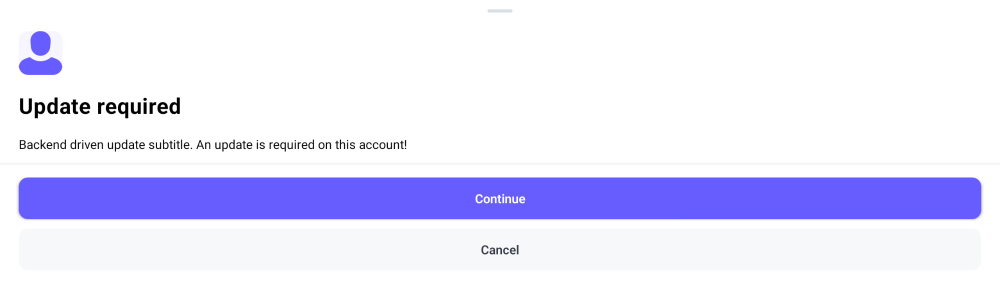 Update required
Backend driven update subtitle. An update is required on this account!
Continue
Cancel